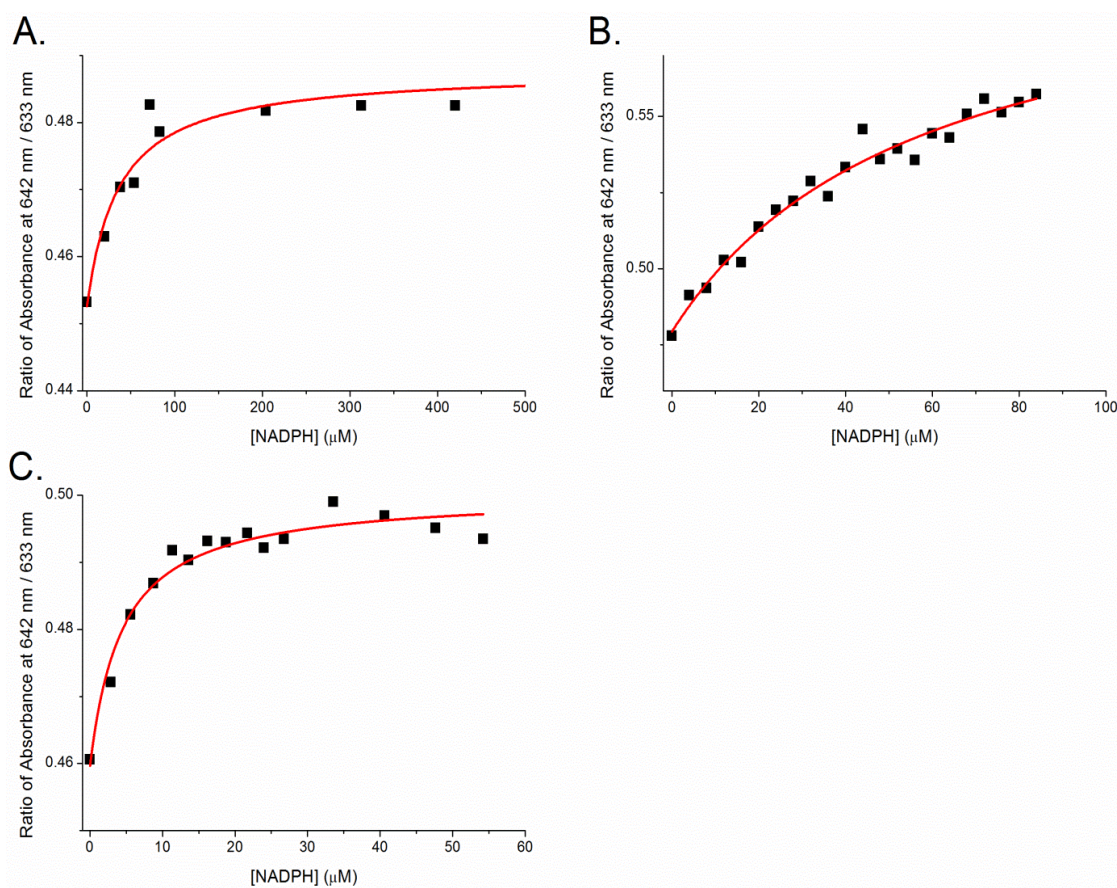 A.
Ratio of Absorbance at 642 nm / 633 nm
0.48
0.46
0.44
0 100 200 300 400 500
[NADPH] (μM)
B.
Ratio of Absorbance at 642 nm / 633 nm
0.55
0.50
0 20 40 60 80 100
[NADPH] (μM)
C.
Ratio of Absorbance at 642 nm / 633 nm
0.50
0.48
0.46
0 10 20 30 40 50 60
[NADPH] (μM)